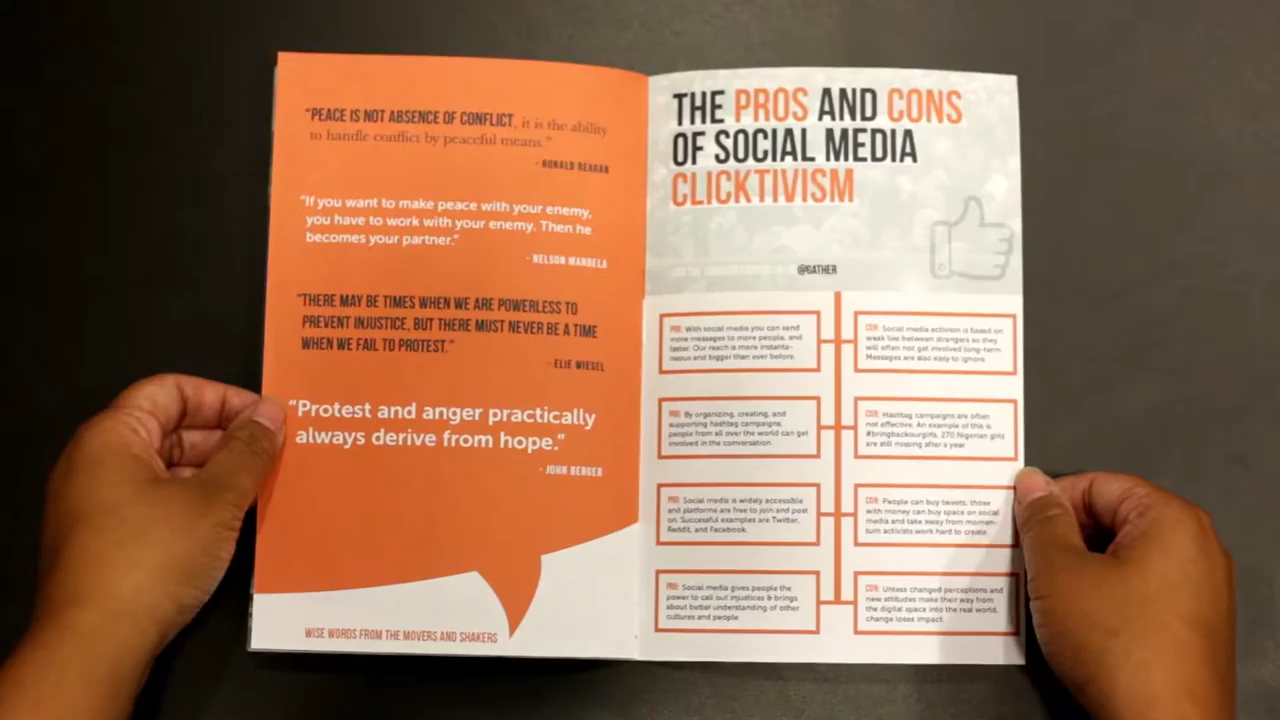 "PEACE IS NOT ABSENCE OF CONFLICT, it is the ability
to handle conflict by peaceful means."
- RONALD REAGAN
"If you want to make peace with your enemy,
you have to work with your enemy. Then he
becomes your partner."
- NELSON MANDELA
"THERE MAY BE TIMES WHEN WE ARE POWERLESS TO
PREVENT INJUSTICE, BUT THERE MUST NEVER BE A TIME
WHEN WE FAIL TO PROTEST."
- ELIE WIESEL
"Protest and anger practically
always derive from hope."
- JOHN BERGER
WISE WORDS FROM THE MOVERS AND SHAKERS
THE PROS AND CONS
OF SOCIAL MEDIA
CLICKTIVISM
@GATHER
PRO: With social media you can send
more messages to more people, and
faster. Our reach is more instanta-
neous and bigger than ever before.
CON: Social media activism is based on
weak ties between strangers so they
will often not get involved long-term.
Messages are also easy to ignore.
PRO: By organizing, creating, and
supporting hashtag campaigns,
people from all over the world can get
involved in the conversation.
CON: Hashtag campaigns are often
not effective. An example of this is
#bringbackourgirls, 270 Nigerian girls
are still missing after a year
PRO: Social media is widely accessible
and platforms are free to join and post
on. Successful examples are Twitter,
Reddit, and Facebook.
CON: People can buy tweets, those
with money can buy space on social
media and take away from momen-
tum activists work hard to create.
PRO: Social media gives people the
power to call out injustices & brings
about better understanding of other
cultures and people.
CON: Unless changed perceptions and
new attitudes make their way from
the digital space into the real world,
change loses impact.